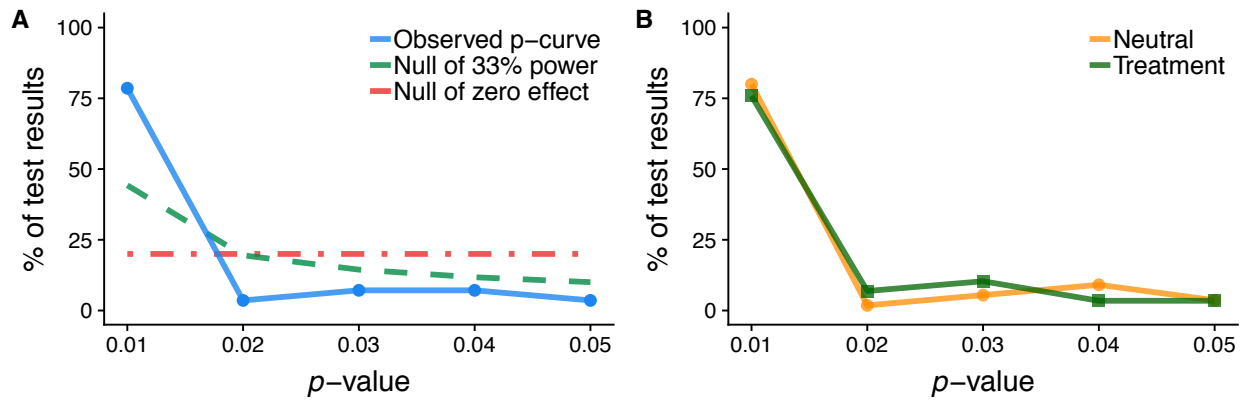 A
% of test results
100
75
50
25
0
0.01 0.02 0.03 0.04 0.05
p−value
Observed p−curve
Null of 33% power
Null of zero effect
B
% of test results
100
75
50
25
0
0.01 0.02 0.03 0.04 0.05
p−value
Neutral
Treatment